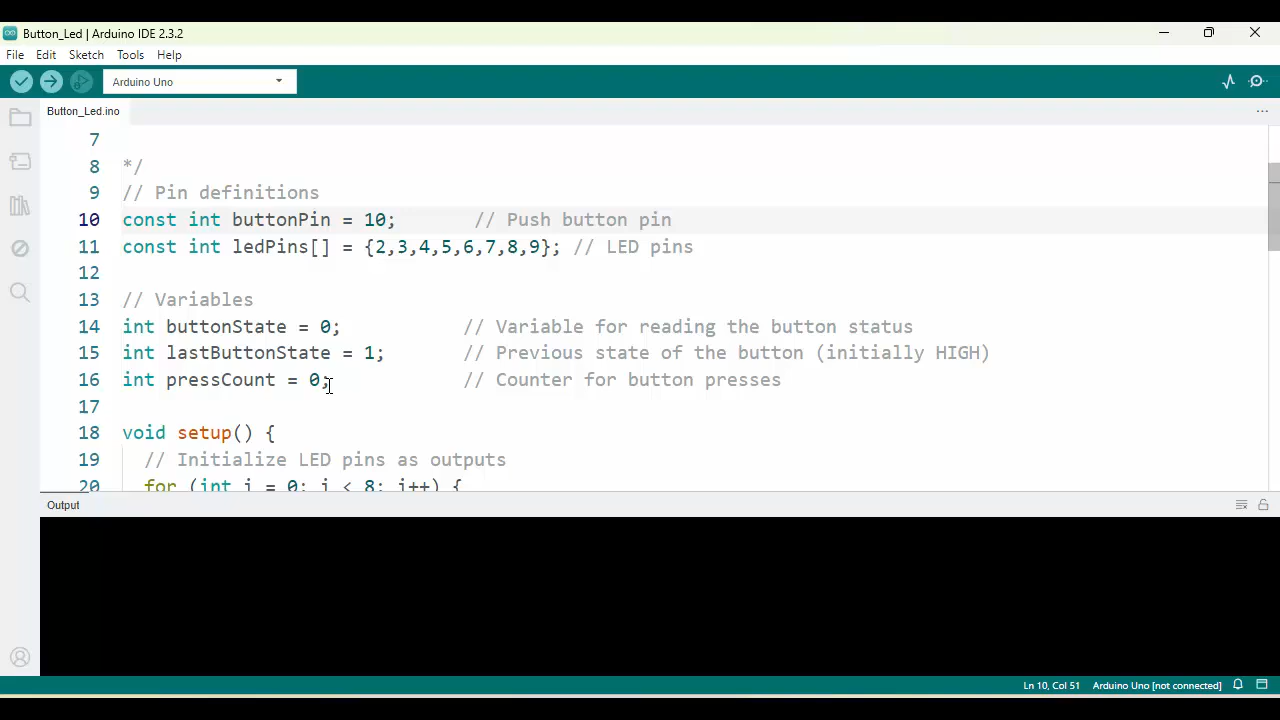 Button_Led | Arduino IDE 2.3.2
File Edit Sketch Tools Help
Arduino Uno
Button_Led.ino
...
7
8 */
9 // Pin definitions
10 const int buttonPin = 10; // Push button pin
11 const int ledPins[] = {2,3,4,5,6,7,8,9}; // LED pins
12
13 // Variables
14 int buttonState = 0; // Variable for reading the button status
15 int lastButtonState = 1; // Previous state of the button (initially HIGH)
16 int pressCount = 0; // Counter for button presses
17
18 void setup() {
19 // Initialize LED pins as outputs
20 for (int i = 0; i < 8; i++) {
Output
Ln 10, Col 51 Arduino Uno [not connected]